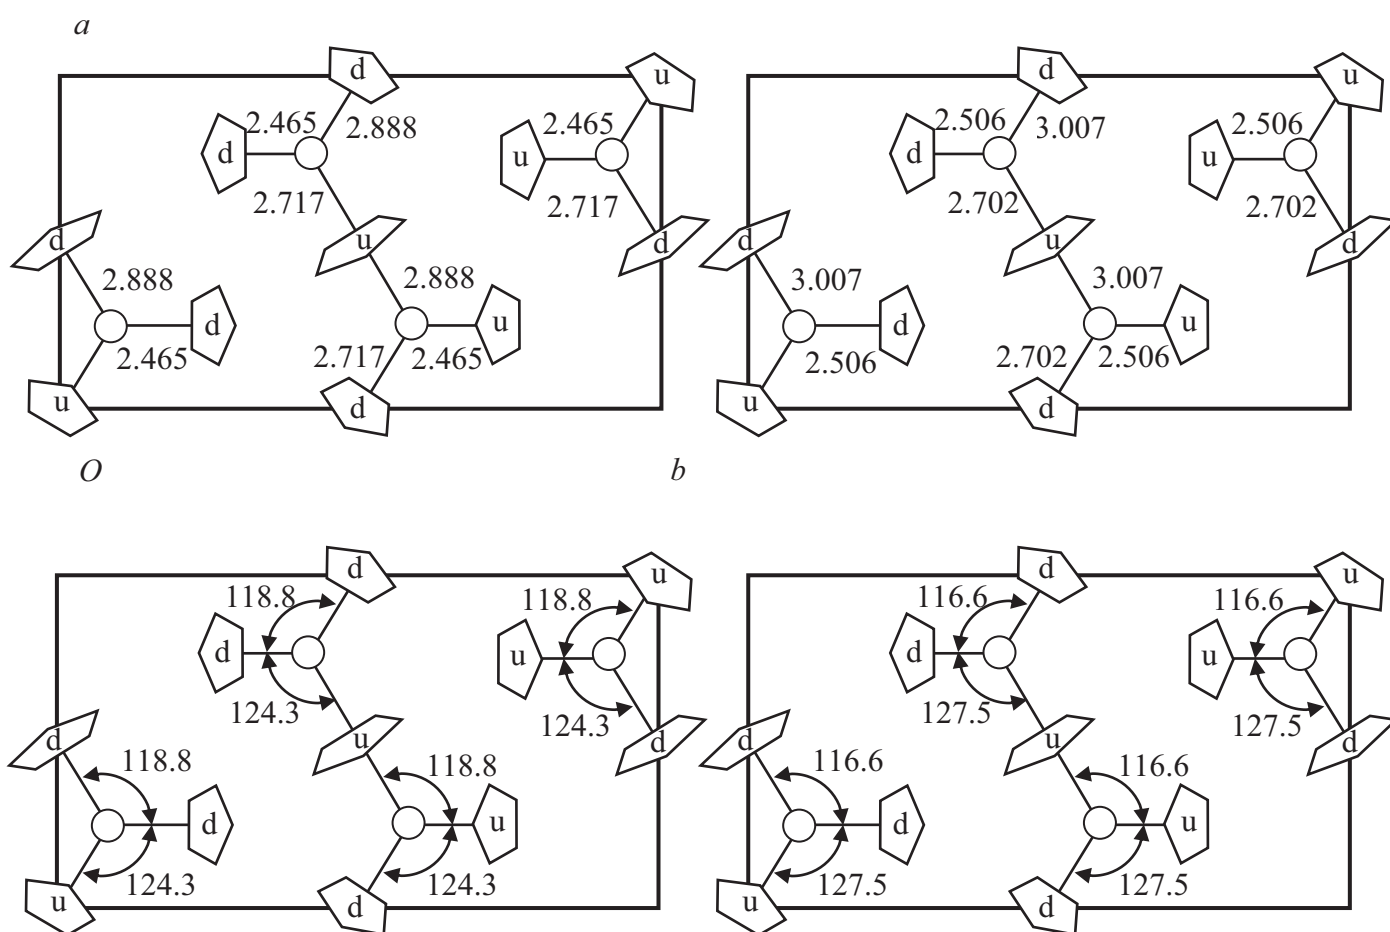 a
d u d u
2.465 2.888 2.465 2.506 3.007 2.506
d u d u
2.717 2.717 2.702 2.702
d u d d u d
2.888 2.888 3.007 3.007
d u d u
2.465 2.717 2.465 2.506 2.702 2.506
u d u d
O b
d u d u
118.8 118.8 116.6 116.6
d u d u
124.3 124.3 127.5 127.5
d u d d u d
118.8 118.8 116.6 116.6
d u d u
124.3 124.3 127.5 127.5
u d u d